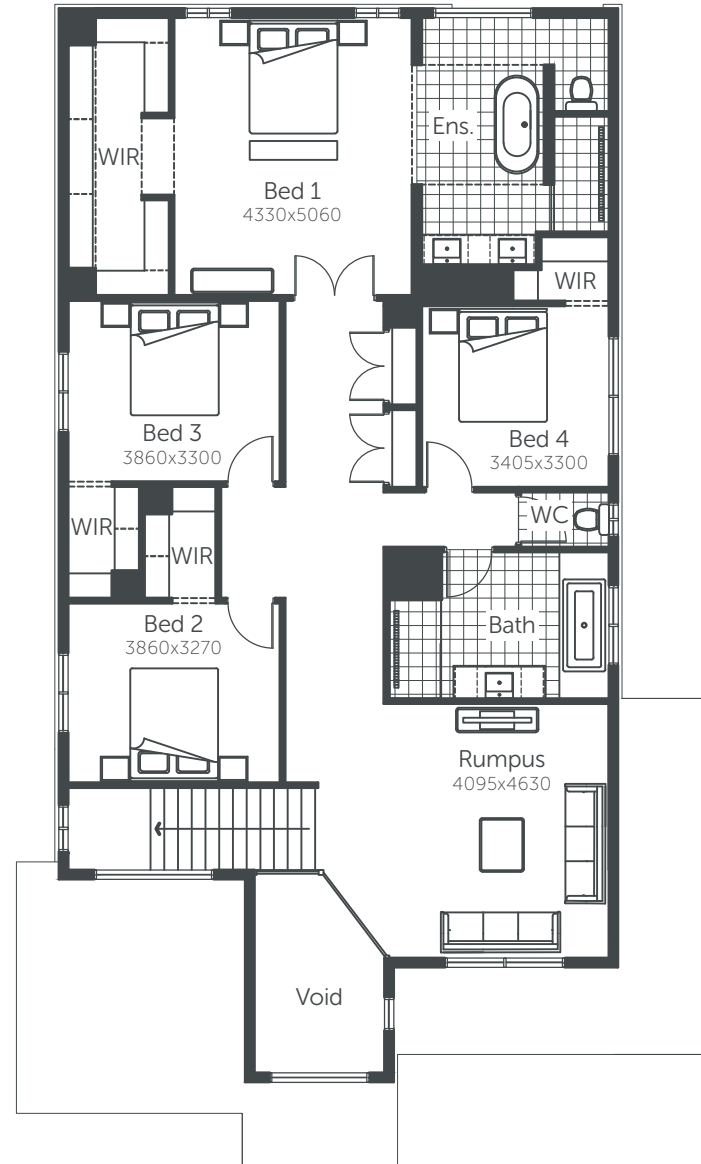 WIR
Ens.
Bed 1
4330x5060
WIR
Bed 3
3860x3300
Bed 4
3405x3300
WIR
WC
WIR
Bed 2
3860x3270
Bath
Rumpus
4095x4630
Void